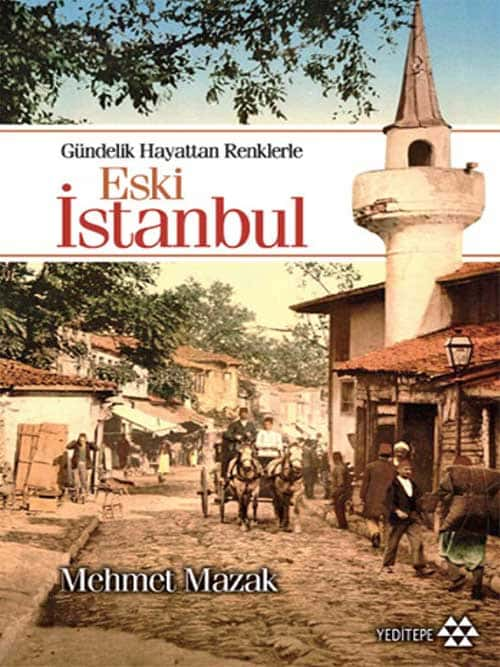 Gündelik Hayattan Renklerle
Eski
İstanbul
Mehmet Mazak
YEDİTEPE